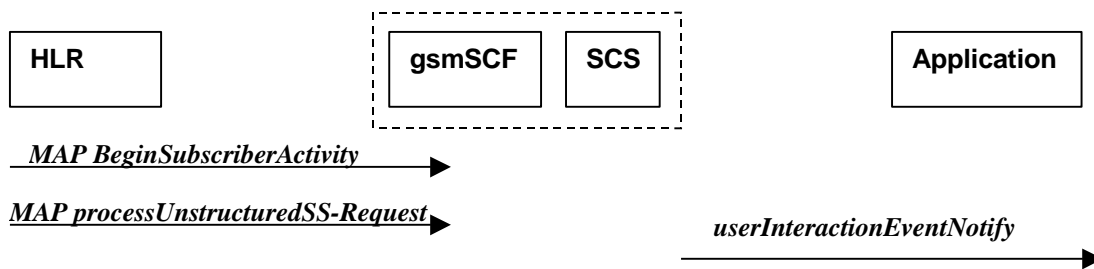 HLR gsmSCF SCS Application
MAP BeginSubscriberActivity
MAP processUnstructuredSS-Request
userInteractionEventNotify